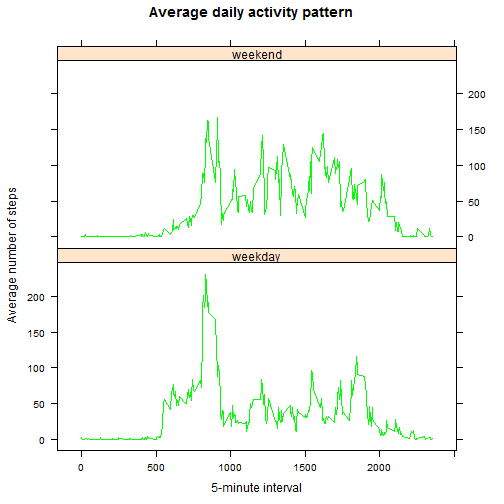 Average daily activity pattern
weekend
200
150
100
50
0
weekday
200
150
100
50
0
Average number of steps
0 500 1000 1500 2000
5-minute interval